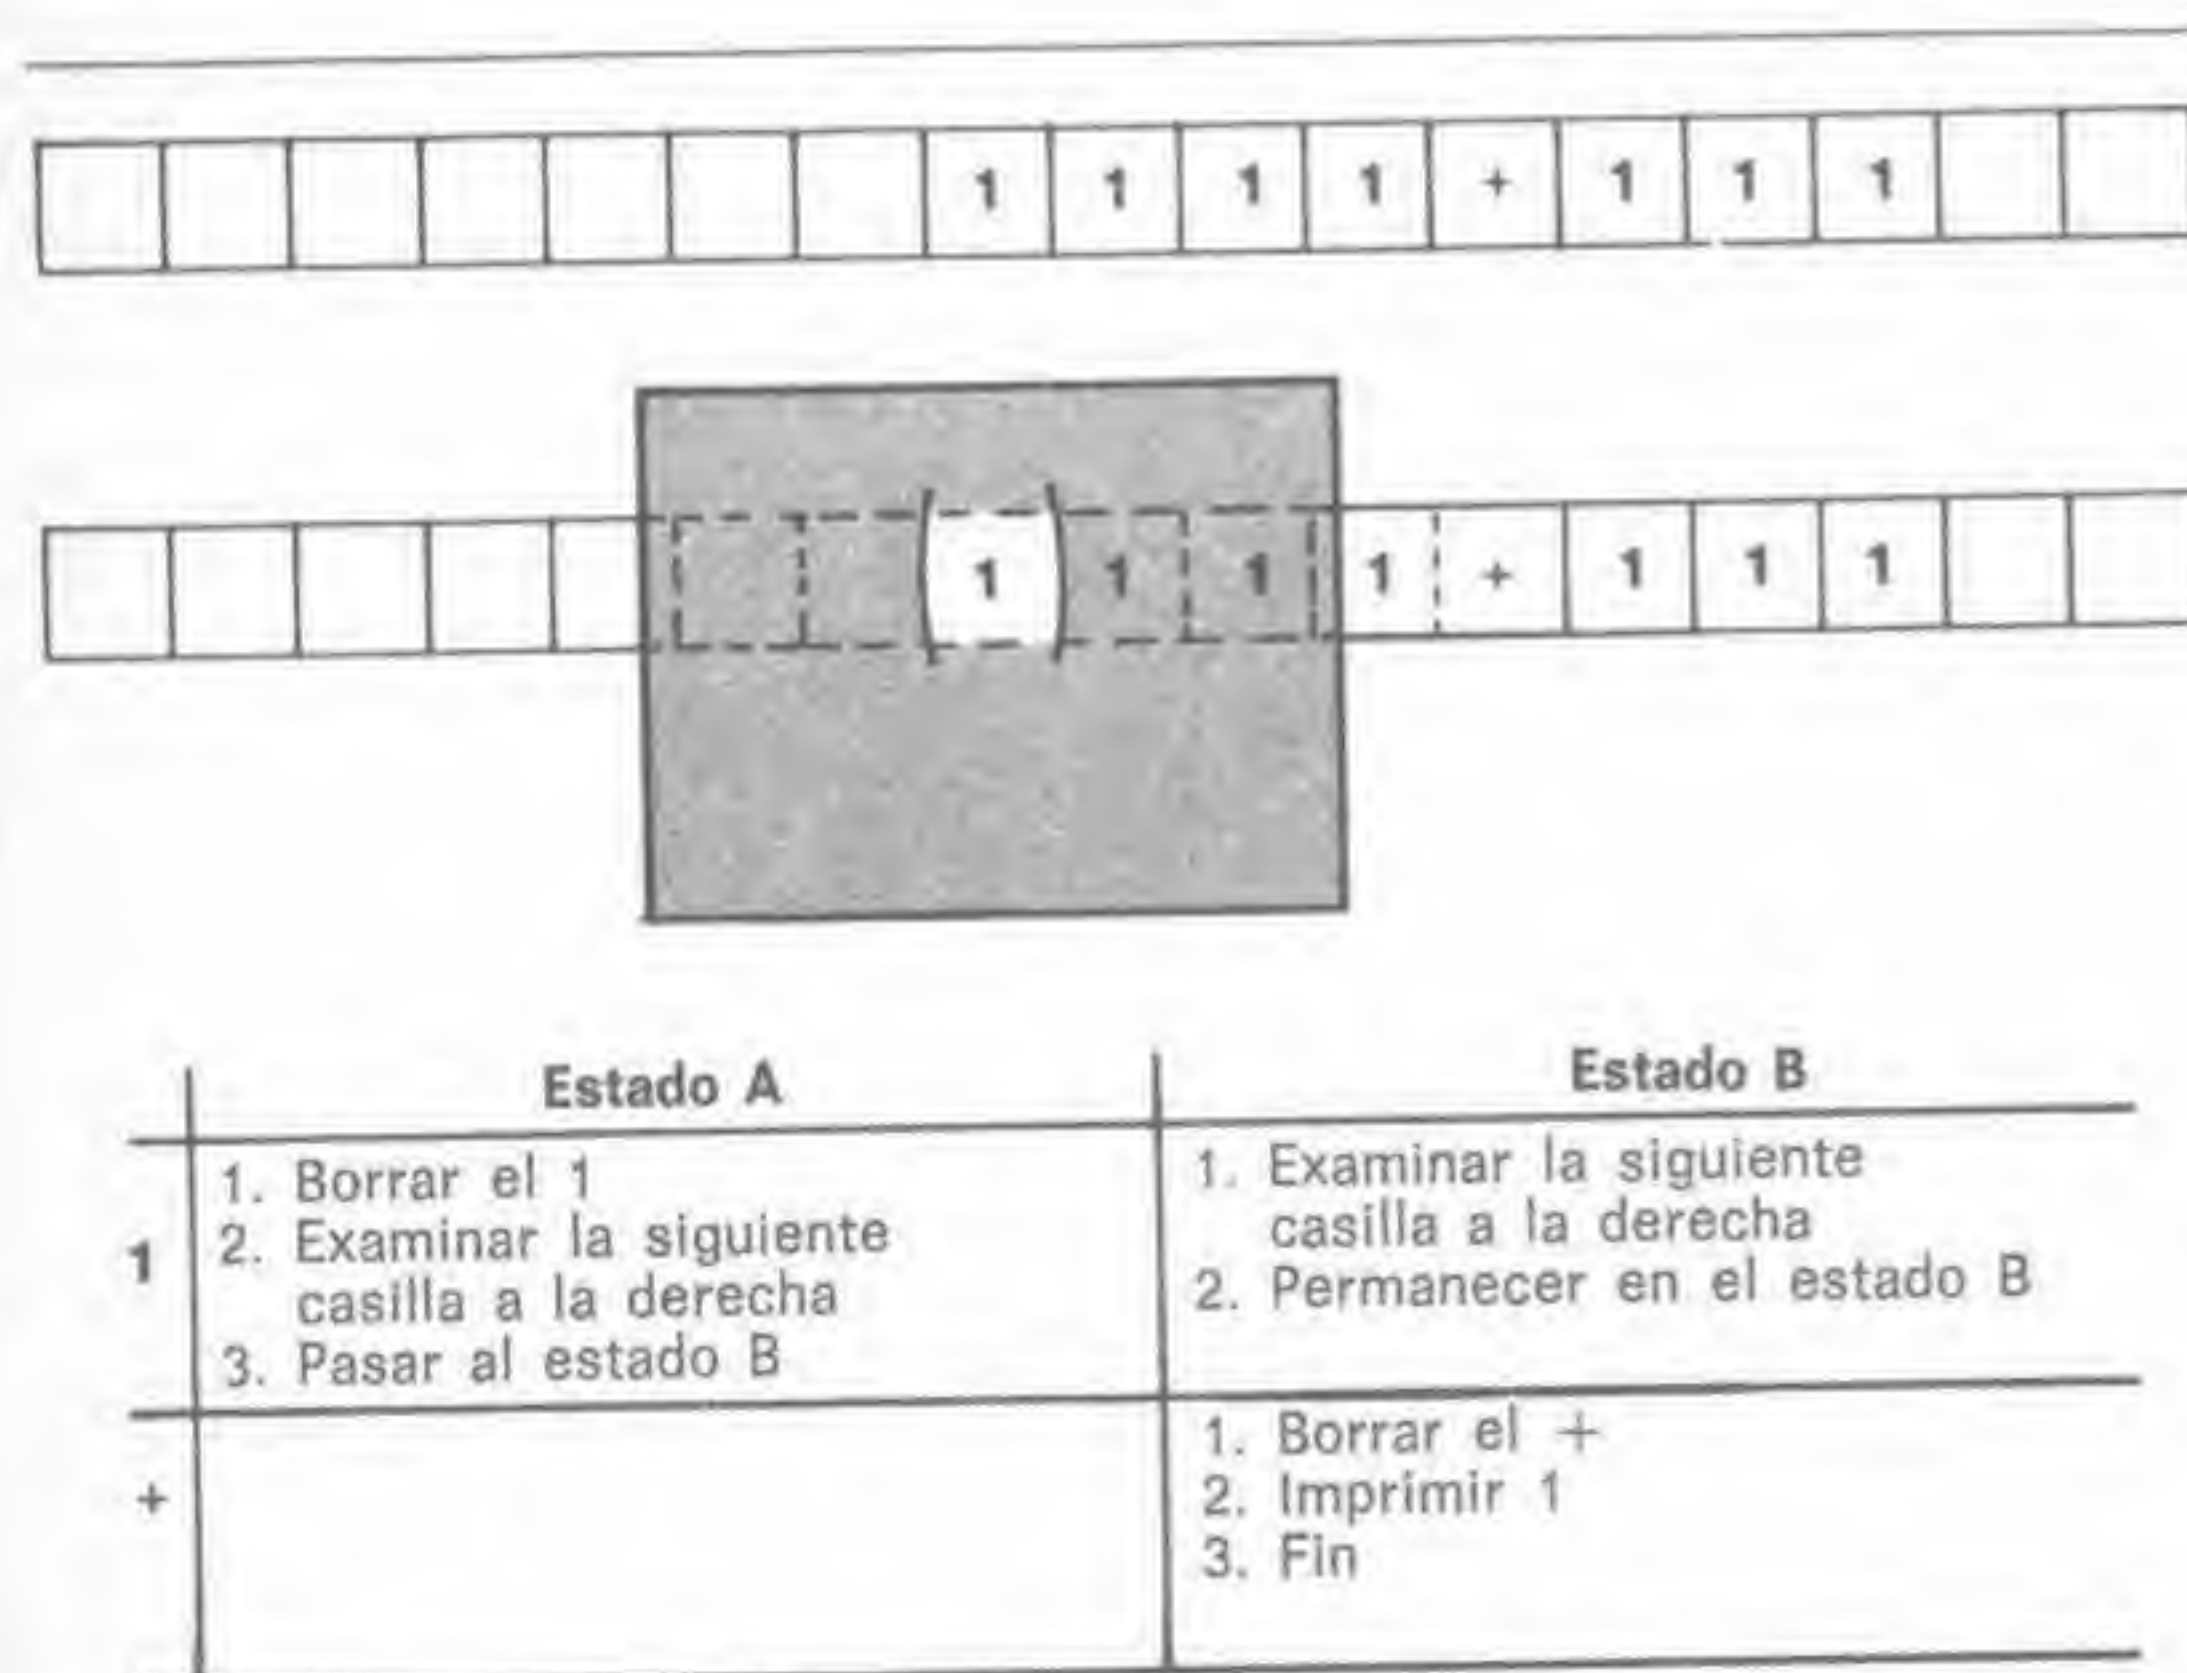 1 1 1 1 + 1 1 1
1 1 1 1 + 1 1 1
Estado A
Estado B
1
1. Borrar el 1
2. Examinar la siguiente
casilla a la derecha
3. Pasar al estado B
1. Examinar la siguiente
casilla a la derecha
2. Permanecer en el estado B
+
1. Borrar el +
2. Imprimir 1
3. Fin